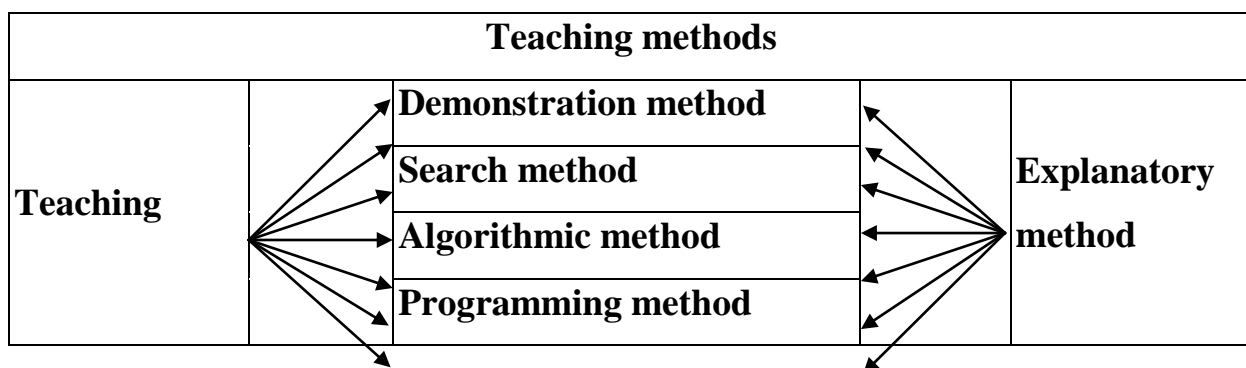 Teaching methods
Teaching
Demonstration method
Search method
Algorithmic method
Programming method
Explanatory
method